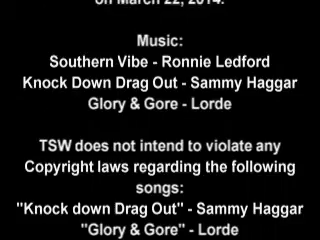 on March 22, 2014.
Music:
Southern Vibe - Ronnie Ledford
Knock Down Drag Out - Sammy Haggar
Glory & Gore - Lorde
TSW does not intend to violate any
Copyright laws regarding the following
songs:
"Knock down Drag Out" - Sammy Haggar
"Glory & Gore" - Lorde